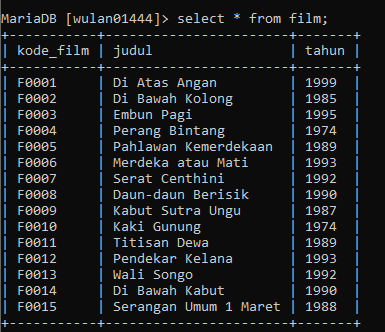 MariaDB [wulan01444]> select * from film;
+-----------+----------------------+-------+
| kode_film | judul                | tahun |
+-----------+----------------------+-------+
| F0001     | Di Atas Angan        | 1999  |
| F0002     | Di Bawah Kolong      | 1985  |
| F0003     | Embun Pagi           | 1995  |
| F0004     | Perang Bintang       | 1974  |
| F0005     | Pahlawan Kemerdekaan | 1989  |
| F0006     | Merdeka atau Mati    | 1993  |
| F0007     | Serat Centhini       | 1992  |
| F0008     | Daun-daun Berisik    | 1990  |
| F0009     | Kabut Sutra Ungu     | 1987  |
| F0010     | Kaki Gunung          | 1974  |
| F0011     | Titisan Dewa         | 1989  |
| F0012     | Pendekar Kelana      | 1993  |
| F0013     | Wali Songo           | 1992  |
| F0014     | Di Bawah Kabut       | 1990  |
| F0015     | Serangan Umum 1 Maret | 1988  |
+-----------+----------------------+-------+